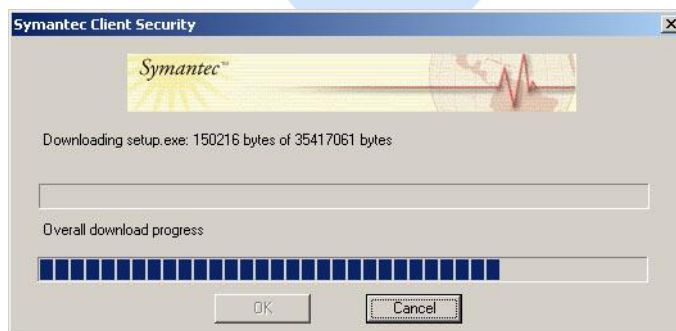 Symantec Client Security
Symantec™
Downloading setup.exe: 150216 bytes of 35417061 bytes
Overall download progress
OK
Cancel